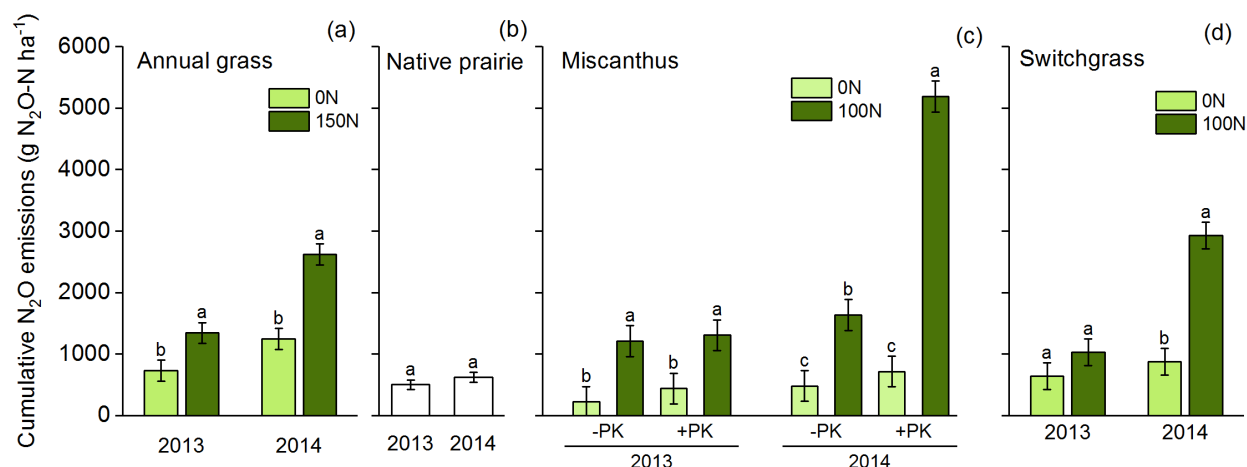 (a)
(b)
(c)
(d)
Cumulative N₂O emissions (g N₂O-N ha⁻¹)
6000
5000
4000
3000
2000
1000
0
Annual grass
0N
150N
b
a
b
a
2013
2014
Native prairie
a
a
2013
2014
Miscanthus
0N
100N
b
a
b
a
c
b
c
a
-PK
+PK
-PK
+PK
2013
2014
Switchgrass
0N
100N
a
a
b
a
2013
2014